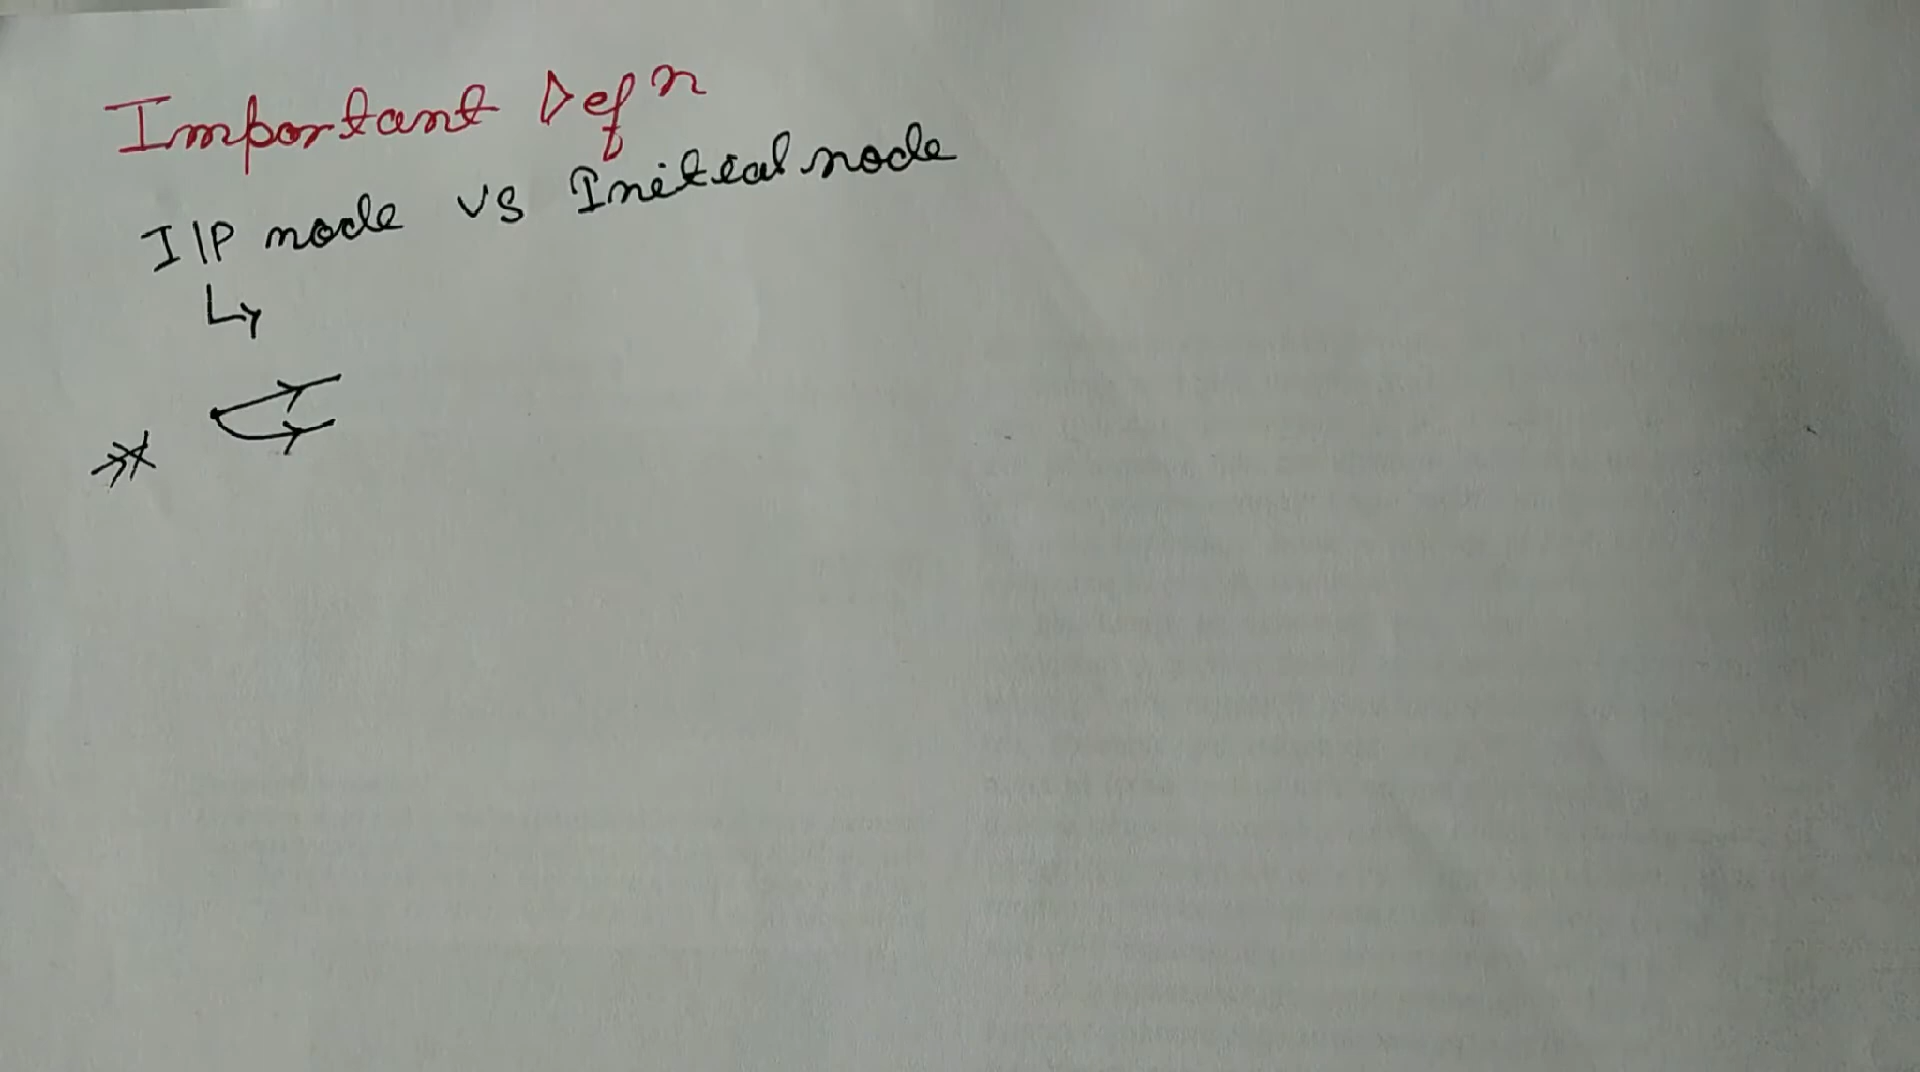 Important Defn
I/P node vs Initial node